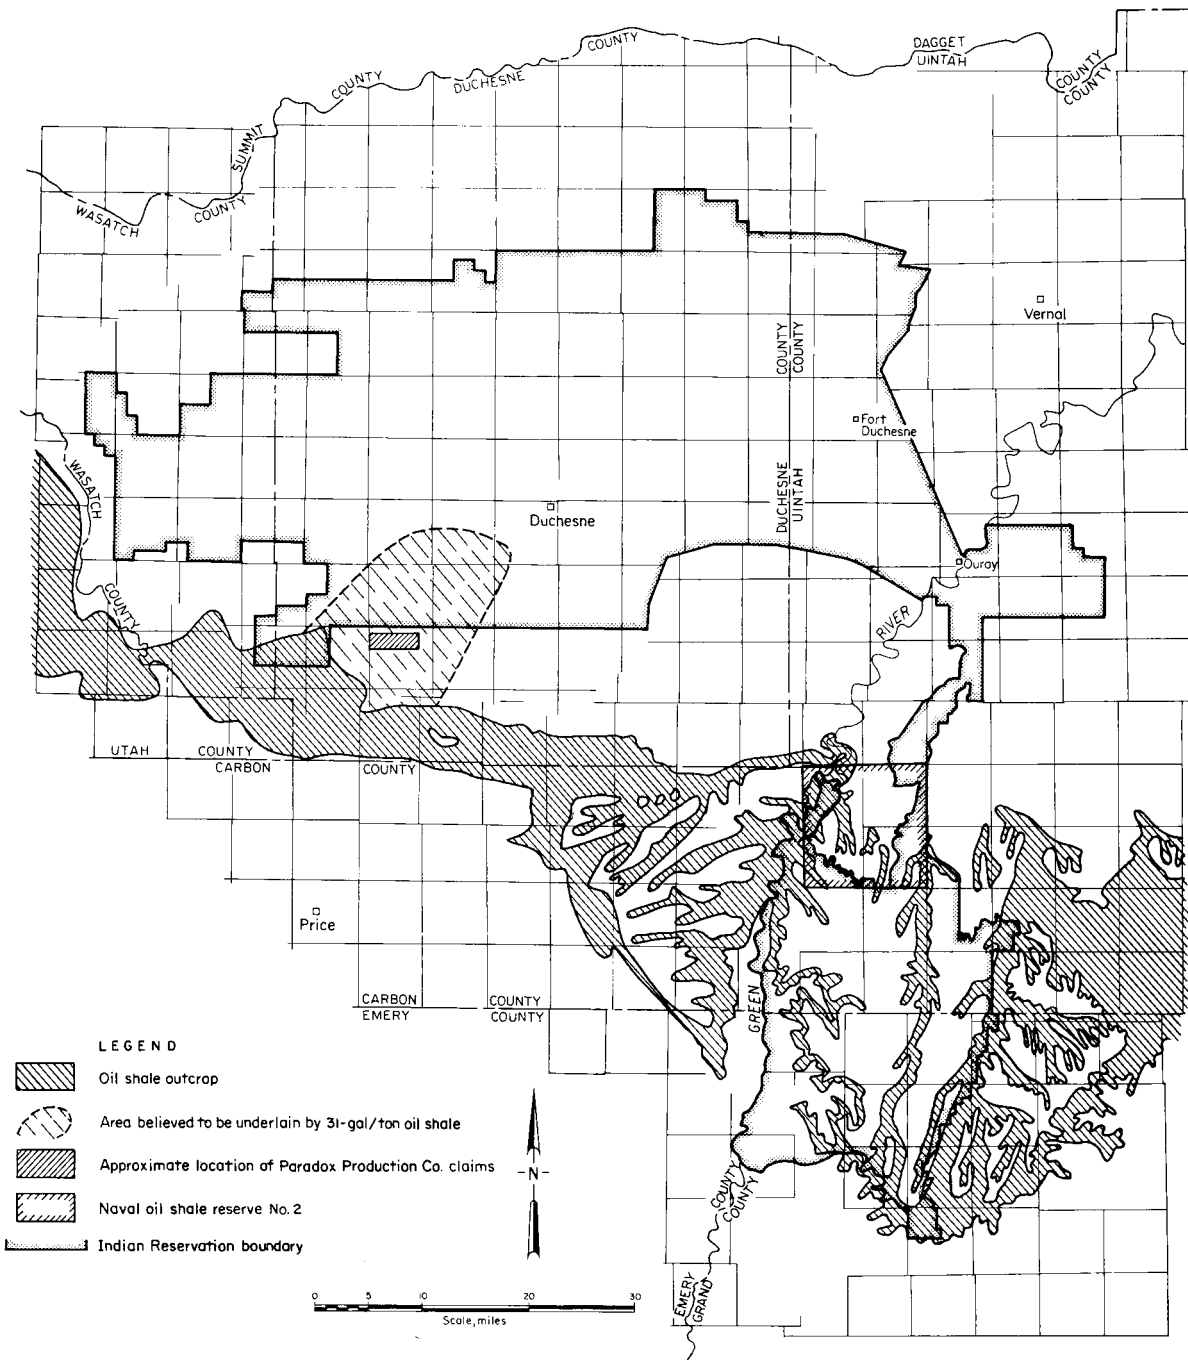 COUNTY
DAGGET
UINTAH
COUNTY
DUCHESNE
COUNTY
COUNTY
SUMMIT
WASATCH
COUNTY
Vernal
COUNTY
COUNTY
Fort
Duchesne
WASATCH
DUCHESNE
UINTAH
Duchesne
Ouray
COUNTY
RIVER
UTAH COUNTY
CARBON COUNTY
Price
GREEN
CARBON COUNTY
EMERY COUNTY
LEGEND
Oil shale outcrop
Area believed to be underlain by 31-gal/ton oil shale
Approximate location of Paradox Production Co. claims
-N-
Naval oil shale reserve No. 2
Indian Reservation boundary
COUNTY
COUNTY
EMERY
GRAND
0 5 10 20 30
Scale, miles